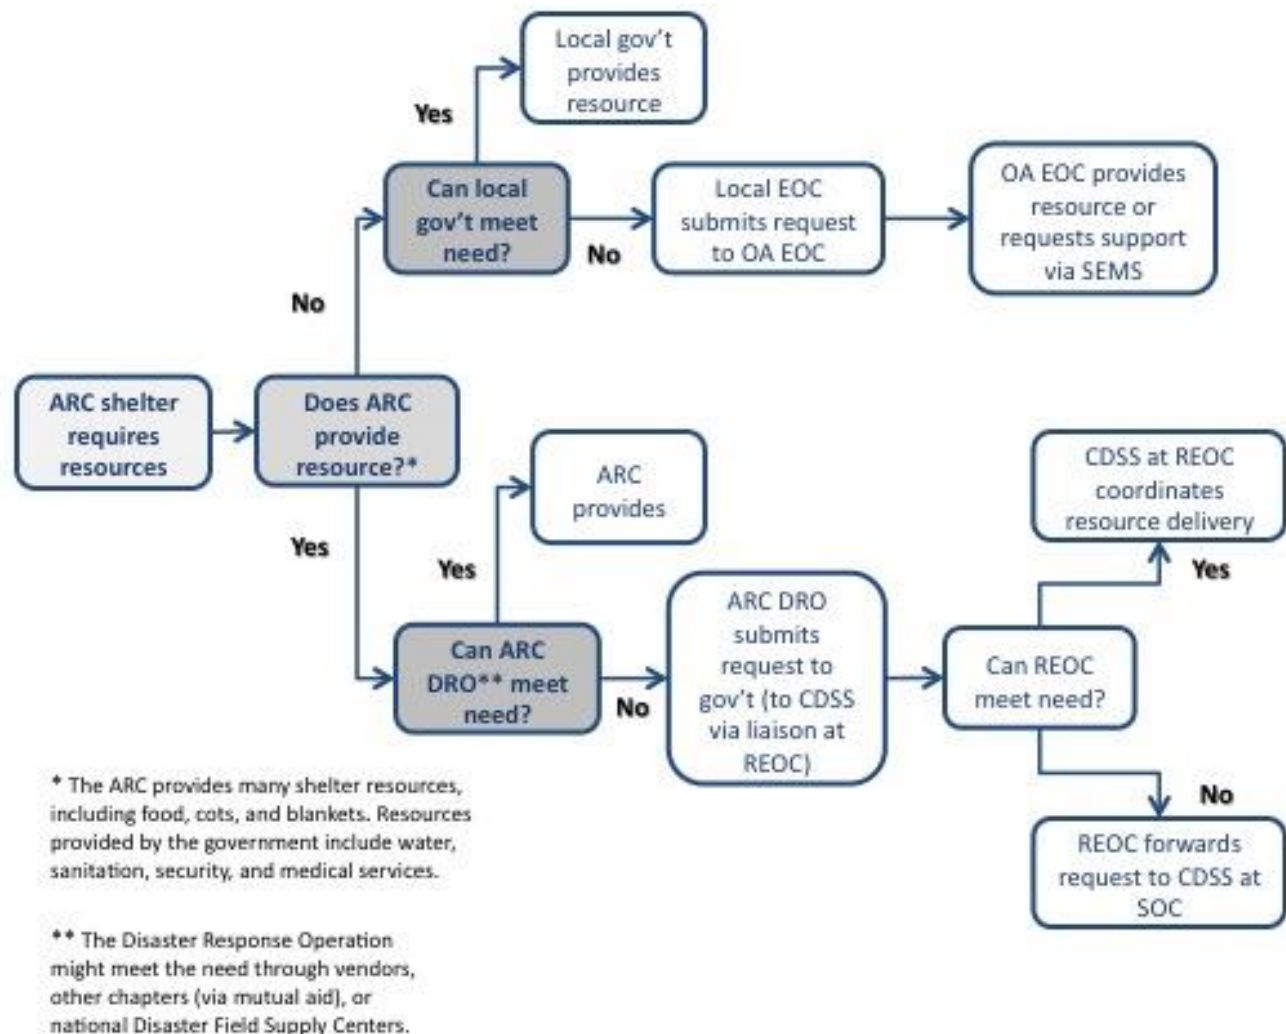 Local gov't
provides
resource
Yes
Can local
gov't meet
need?
No
Local EOC
submits request
to OA EOC
OA EOC provides
resource or
requests support
via SEMS
No
ARC shelter
requires
resources
Does ARC
provide
resource?*
Yes
ARC
provides
Yes
Can ARC
DRO** meet
need?
No
ARC DRO
submits
request to
gov't (to CDSS
via liaison at
REOC)
Can REOC
meet need?
CDSS at REOC
coordinates
resource delivery
Yes
No
REOC forwards
request to CDSS at
SOC
* The ARC provides many shelter resources,
including food, cots, and blankets. Resources
provided by the government include water,
sanitation, security, and medical services.
** The Disaster Response Operation
might meet the need through vendors,
other chapters (via mutual aid), or
national Disaster Field Supply Centers.